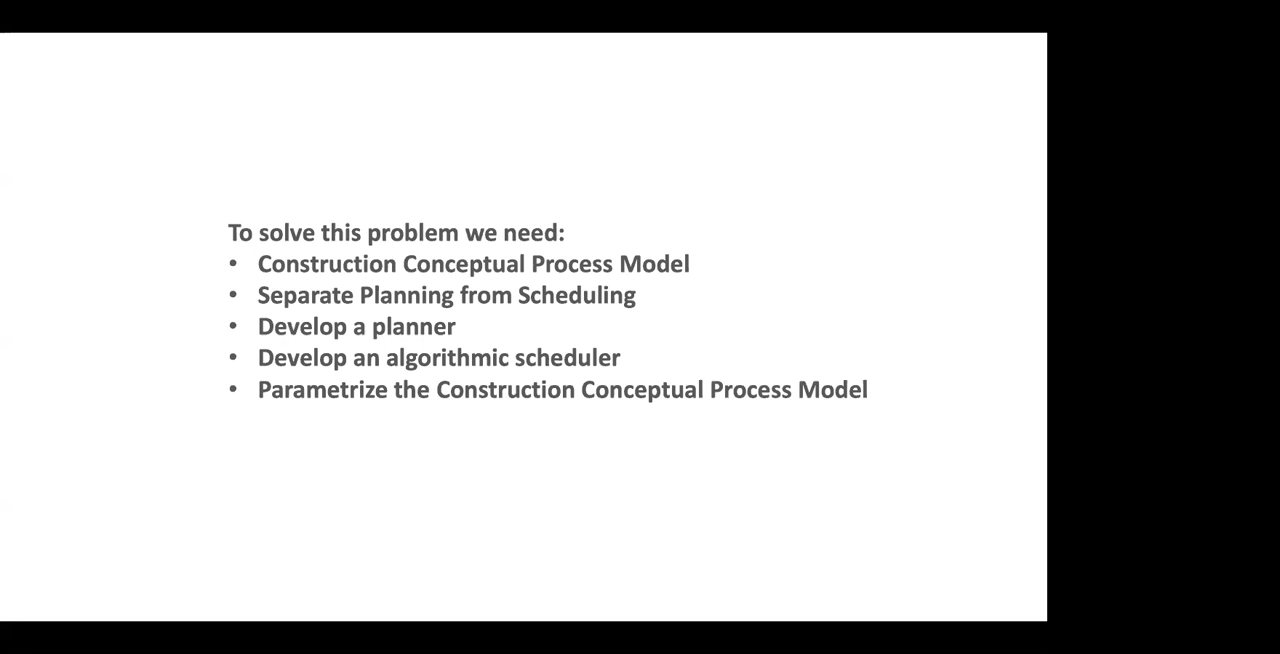 To solve this problem we need:
• Construction Conceptual Process Model
• Separate Planning from Scheduling
• Develop a planner
• Develop an algorithmic scheduler
• Parametrize the Construction Conceptual Process Model